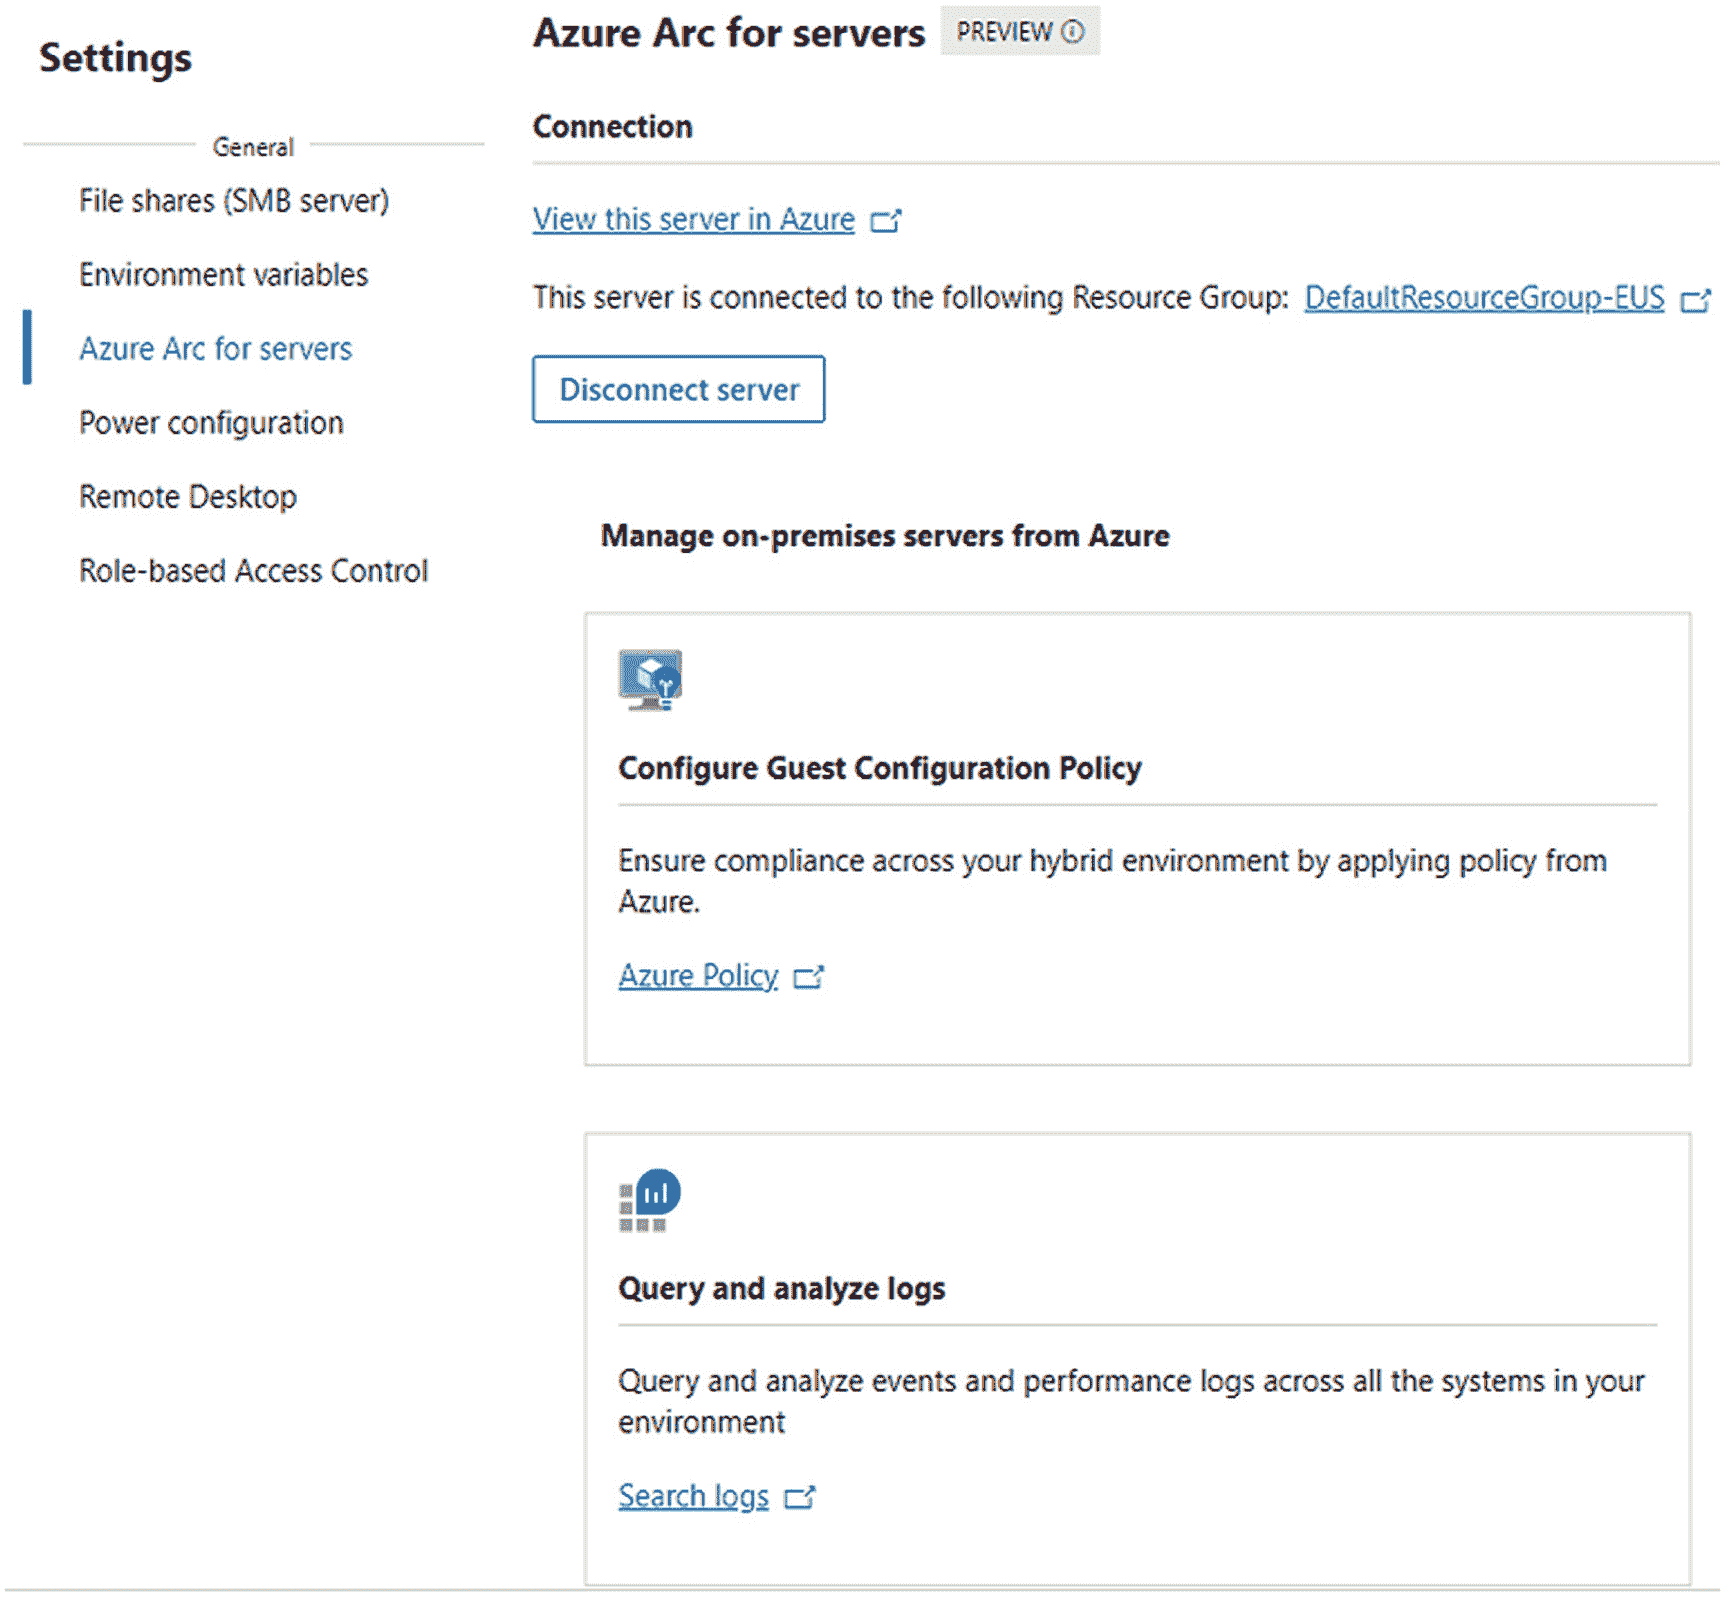 Settings
General
File shares (SMB server)
Environment variables
Azure Arc for servers
Power configuration
Remote Desktop
Role-based Access Control
Azure Arc for servers PREVIEW
Connection
View this server in Azure
This server is connected to the following Resource Group: DefaultResourceGroup-EUS
Disconnect server
Manage on-premises servers from Azure
Configure Guest Configuration Policy
Ensure compliance across your hybrid environment by applying policy from
Azure.
Azure Policy
Query and analyze logs
Query and analyze events and performance logs across all the systems in your
environment
Search logs